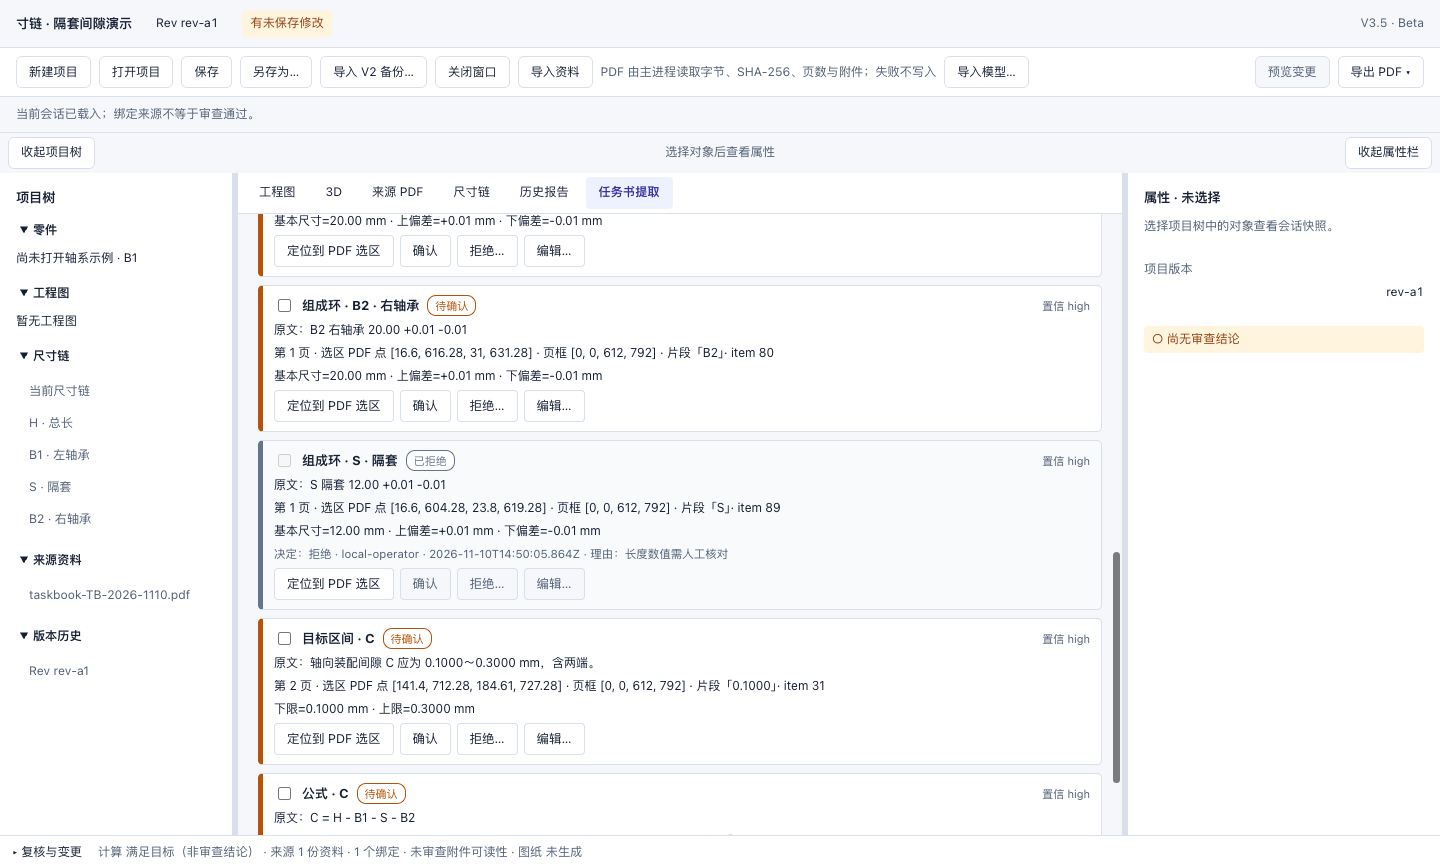 寸链 · 隔套间隙演示 Rev rev-a1 有未保存修改 V3.5 · Beta
新建项目 打开项目 保存 另存为... 导入 V2 备份... 关闭窗口 导入资料 PDF 由主进程读取字节、SHA-256、页数与附件；失败不写入 导入模型... 预览变更 导出 PDF ▾
当前会话已载入；绑定来源不等于审查通过。
收起项目树 选择对象后查看属性 收起属性栏
项目树
▼ 零件
尚未打开轴系示例 · B1
▼ 工程图
暂无工程图
▼ 尺寸链
当前尺寸链
H · 总长
B1 · 左轴承
S · 隔套
B2 · 右轴承
▼ 来源资料
taskbook-TB-2026-1110.pdf
▼ 版本历史
Rev rev-a1
工程图 3D 来源 PDF 尺寸链 历史报告 任务书提取
基本尺寸=20.00 mm · 上偏差=+0.01 mm · 下偏差=-0.01 mm
定位到 PDF 选区 确认 拒绝... 编辑...
组成环 · B2 · 右轴承 待确认 置信 high
原文：B2 右轴承 20.00 +0.01 -0.01
第 1 页 · 选区 PDF 点 [16.6, 616.28, 31, 631.28] · 页框 [0, 0, 612, 792] · 片段「B2」· item 80
基本尺寸=20.00 mm · 上偏差=+0.01 mm · 下偏差=-0.01 mm
定位到 PDF 选区 确认 拒绝... 编辑...
组成环 · S · 隔套 已拒绝 置信 high
原文：S 隔套 12.00 +0.01 -0.01
第 1 页 · 选区 PDF 点 [16.6, 604.28, 23.8, 619.28] · 页框 [0, 0, 612, 792] · 片段「S」· item 89
基本尺寸=12.00 mm · 上偏差=+0.01 mm · 下偏差=-0.01 mm
决定：拒绝 · local-operator · 2026-11-10T14:50:05.864Z · 理由：长度数值需人工核对
定位到 PDF 选区 确认 拒绝... 编辑...
目标区间 · C 待确认 置信 high
原文：轴向装配间隙 C 应为 0.1000～0.3000 mm，含两端。
第 2 页 · 选区 PDF 点 [141.4, 712.28, 184.61, 727.28] · 页框 [0, 0, 612, 792] · 片段「0.1000」· item 31
下限=0.1000 mm · 上限=0.3000 mm
定位到 PDF 选区 确认 拒绝... 编辑...
公式 · C 待确认 置信 high
原文：C = H - B1 - S - B2
属性 · 未选择
选择项目树中的对象查看会话快照。
项目版本
rev-a1
○ 尚无审查结论
▸ 复核与变更 计算 满足目标（非审查结论） · 来源 1 份资料 · 1 个绑定 · 未审查附件可读性 · 图纸 未生成